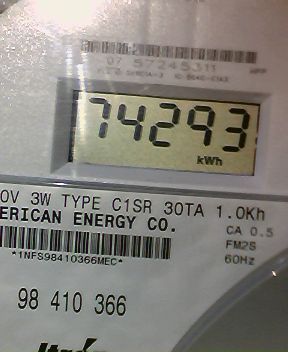 07 57245311
74293
kWh
0V 3W TYPE C1SR 30TA 1.0Kh
ERICAN ENERGY CO.
CA 0.5
FM2S
*1NFS98410366MEC*
60Hz
98 410 366
Itron